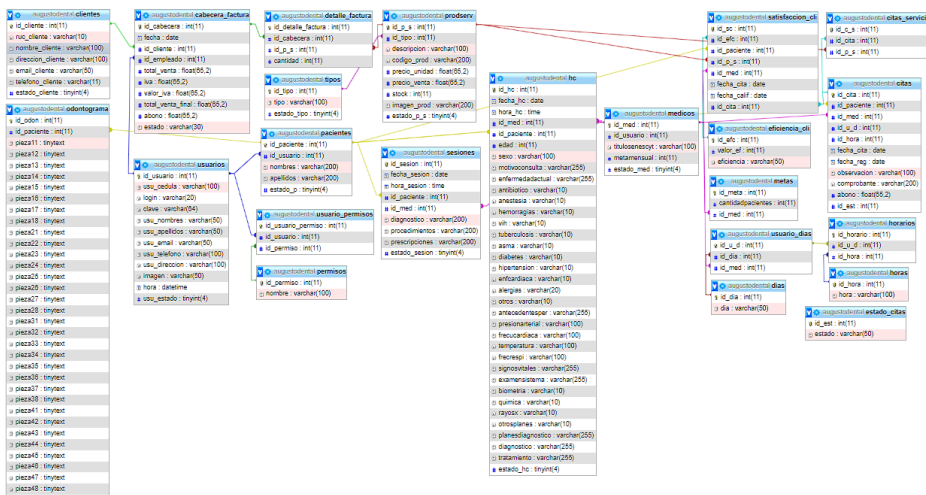 augustodental clientes
id_cliente : int(11)
ruc_cliente : varchar(10)
nombre_cliente : varchar(100)
direccion_cliente : varchar(100)
email_cliente : varchar(50)
telefono_cliente : varchar(11)
estado_cliente : tinyint(4)
augustodental odontograma
id_odon : int(11)
id_paciente : int(11)
pieza11 : tinytext
pieza12 : tinytext
pieza13 : tinytext
pieza14 : tinytext
pieza15 : tinytext
pieza16 : tinytext
pieza17 : tinytext
pieza18 : tinytext
pieza21 : tinytext
pieza22 : tinytext
pieza23 : tinytext
pieza24 : tinytext
pieza25 : tinytext
pieza26 : tinytext
pieza27 : tinytext
pieza28 : tinytext
pieza31 : tinytext
pieza32 : tinytext
pieza33 : tinytext
pieza34 : tinytext
pieza35 : tinytext
pieza36 : tinytext
pieza37 : tinytext
pieza38 : tinytext
pieza41 : tinytext
pieza42 : tinytext
pieza43 : tinytext
pieza44 : tinytext
pieza45 : tinytext
pieza46 : tinytext
pieza47 : tinytext
pieza48 : tinytext
augustodental cabecera_factura
id_cabecera : int(11)
fecha : date
id_cliente : int(11)
id_empleado : int(11)
total_venta : float(65,2)
iva : float(65,2)
valor_iva : float(65,2)
total_venta_final : float(65,2)
abono : float(65,2)
estado : varchar(30)
augustodental usuarios
id_usuario : int(11)
usu_cedula : varchar(100)
login : varchar(20)
clave : varchar(64)
usu_nombres : varchar(50)
usu_apellidos : varchar(50)
usu_email : varchar(50)
usu_telefono : varchar(100)
usu_direccion : varchar(100)
imagen : varchar(50)
hora : datetime
usu_estado : tinyint(4)
augustodental detalle_factura
id_detalle_factura : int(11)
id_cabecera : int(11)
id_p_s : int(11)
cantidad : int(11)
augustodental tipos
id_tipo : int(11)
tipo : varchar(100)
estado_tipo : tinyint(4)
augustodental pacientes
id_paciente : int(11)
id_usuario : int(11)
nombres : varchar(200)
apellidos : varchar(200)
estado_p : tinyint(4)
augustodental usuario_permisos
id_usuario_permiso : int(11)
id_usuario : int(11)
id_permiso : int(11)
augustodental permisos
id_permiso : int(11)
nombre : varchar(100)
augustodental prodserv
id_p_s : int(11)
id_tipo : int(11)
descripcion : varchar(100)
codigo_prod : varchar(200)
precio_unidad : float(65,2)
precio_venta : float(65,2)
stock : int(11)
imagen_prod : varchar(200)
estado_p_s : tinyint(4)
augustodental sesiones
id_sesion : int(11)
fecha_sesion : date
hora_sesion : time
id_paciente : int(11)
id_med : int(11)
diagnostico : varchar(200)
procedimientos : varchar(200)
prescripciones : varchar(200)
estado_sesion : tinyint(4)
augustodental hc
id_hc : int(11)
fecha_hc : date
hora_hc : time
id_med : int(11)
id_paciente : int(11)
edad : int(11)
sexo : varchar(100)
motivoconsulta : varchar(255)
enfermedadactual : varchar(255)
antibiotico : varchar(10)
anestesia : varchar(10)
hemorragias : varchar(10)
vih : varchar(10)
tuberculosis : varchar(10)
asma : varchar(10)
diabetes : varchar(10)
hipertension : varchar(10)
enfcardiaca : varchar(10)
alergias : varchar(20)
otros : varchar(10)
antecedentesper : varchar(255)
presionarterial : varchar(100)
frecucardiaca : varchar(100)
temperatura : varchar(100)
frecrespi : varchar(100)
signosvitales : varchar(255)
examensistema : varchar(255)
biometria : varchar(10)
quimica : varchar(10)
rayosx : varchar(10)
otrosplanes : varchar(10)
planesdiagnostico : varchar(255)
diagnostico : varchar(255)
tratamiento : varchar(255)
estado_hc : tinyint(4)
augustodental medicos
id_med : int(11)
id_usuario : int(11)
titulosenescyt : varchar(100)
metamensual : int(11)
estado_med : tinyint(4)
augustodental satisfaccion_cli
id_sc : int(11)
id_efc : int(11)
id_paciente : int(11)
id_p_s : int(11)
id_med : int(11)
fecha_cita : date
fecha_calif : date
id_cita : int(11)
augustodental eficiencia_cli
id_efc : int(11)
valor_ef : int(11)
eficiencia : varchar(50)
augustodental metas
id_meta : int(11)
cantidadpacientes : int(11)
id_med : int(11)
augustodental usuario_dias
id_u_d : int(11)
id_dia : int(11)
id_med : int(11)
augustodental dias
id_dia : int(11)
dia : varchar(50)
augustodental citas_servici
id_cs : int(11)
id_cita : int(11)
id_p_s : int(11)
augustodental citas
id_cita : int(11)
id_paciente : int(11)
id_med : int(11)
id_u_d : int(11)
id_hora : int(11)
fecha_cita : date
fecha_reg : date
observacion : varchar(100)
comprobante : varchar(200)
abono : float(65,2)
id_est : int(11)
augustodental horarios
id_horario : int(11)
id_u_d : int(11)
id_hora : int(11)
augustodental horas
id_hora : int(11)
hora : varchar(100)
augustodental estado_citas
id_est : int(11)
estado : varchar(50)